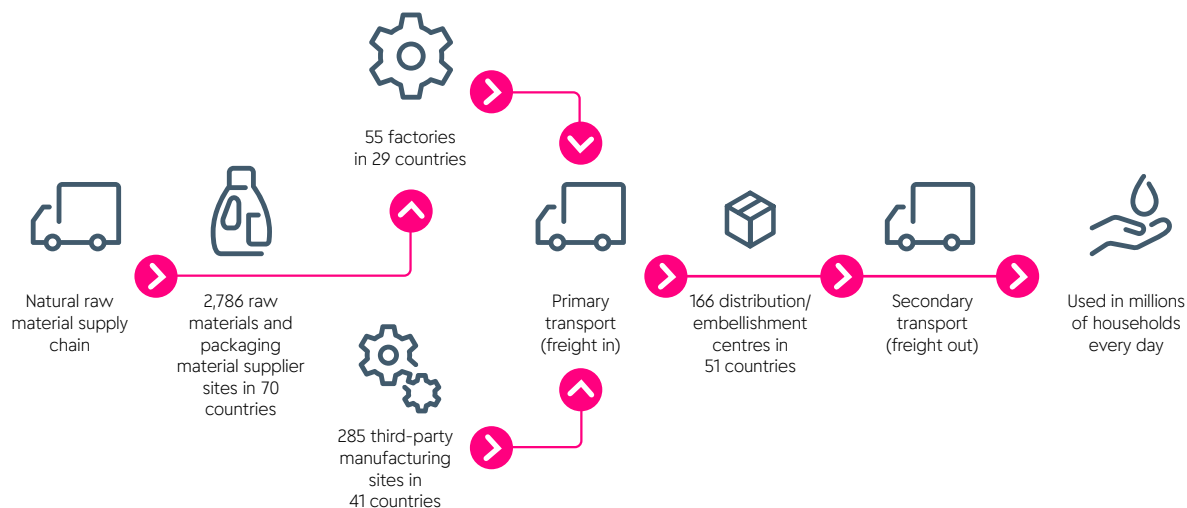 55 factories
in 29 countries
Natural raw
material supply
chain
2,786 raw
materials and
packaging
material supplier
sites in 70
countries
285 third-party
manufacturing
sites in
41 countries
Primary
transport
(freight in)
166 distribution/
embellishment
centres in
51 countries
Secondary
transport
(freight out)
Used in millions
of households
every day